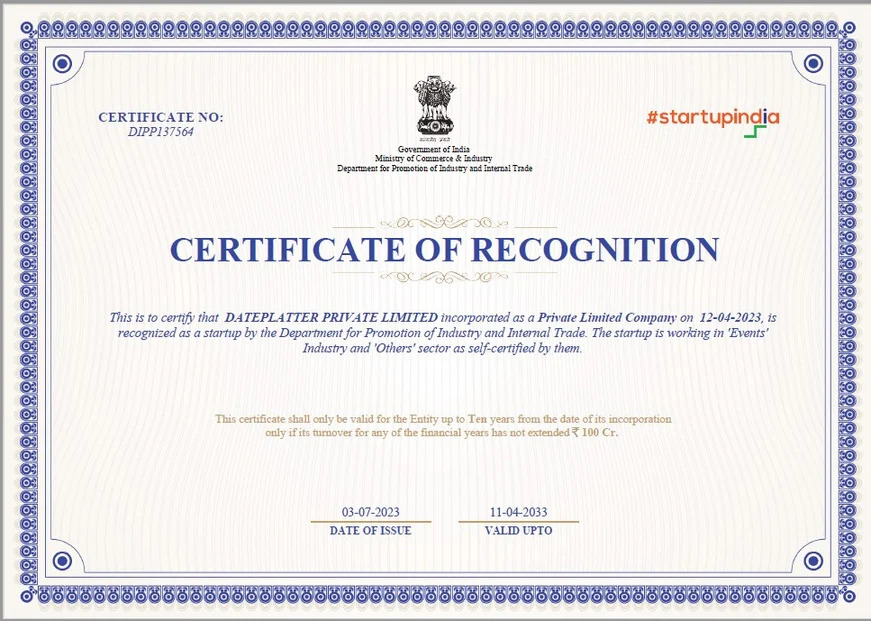 CERTIFICATE NO:
DIPP137564
#startupindia
Government of India
Ministry of Commerce & Industry
Department for Promotion of Industry and Internal Trade
CERTIFICATE OF RECOGNITION
This is to certify that DATEPLATTER PRIVATE LIMITED incorporated as a Private Limited Company on 12-04-2023, is
recognized as a startup by the Department for Promotion of Industry and Internal Trade. The startup is working in 'Events'
Industry and 'Others' sector as self-certified by them.
This certificate shall only be valid for the Entity up to Ten years from the date of its incorporation
only if its turnover for any of the financial years has not extended ₹ 100 Cr.
03-07-2023
DATE OF ISSUE
11-04-2033
VALID UPTO